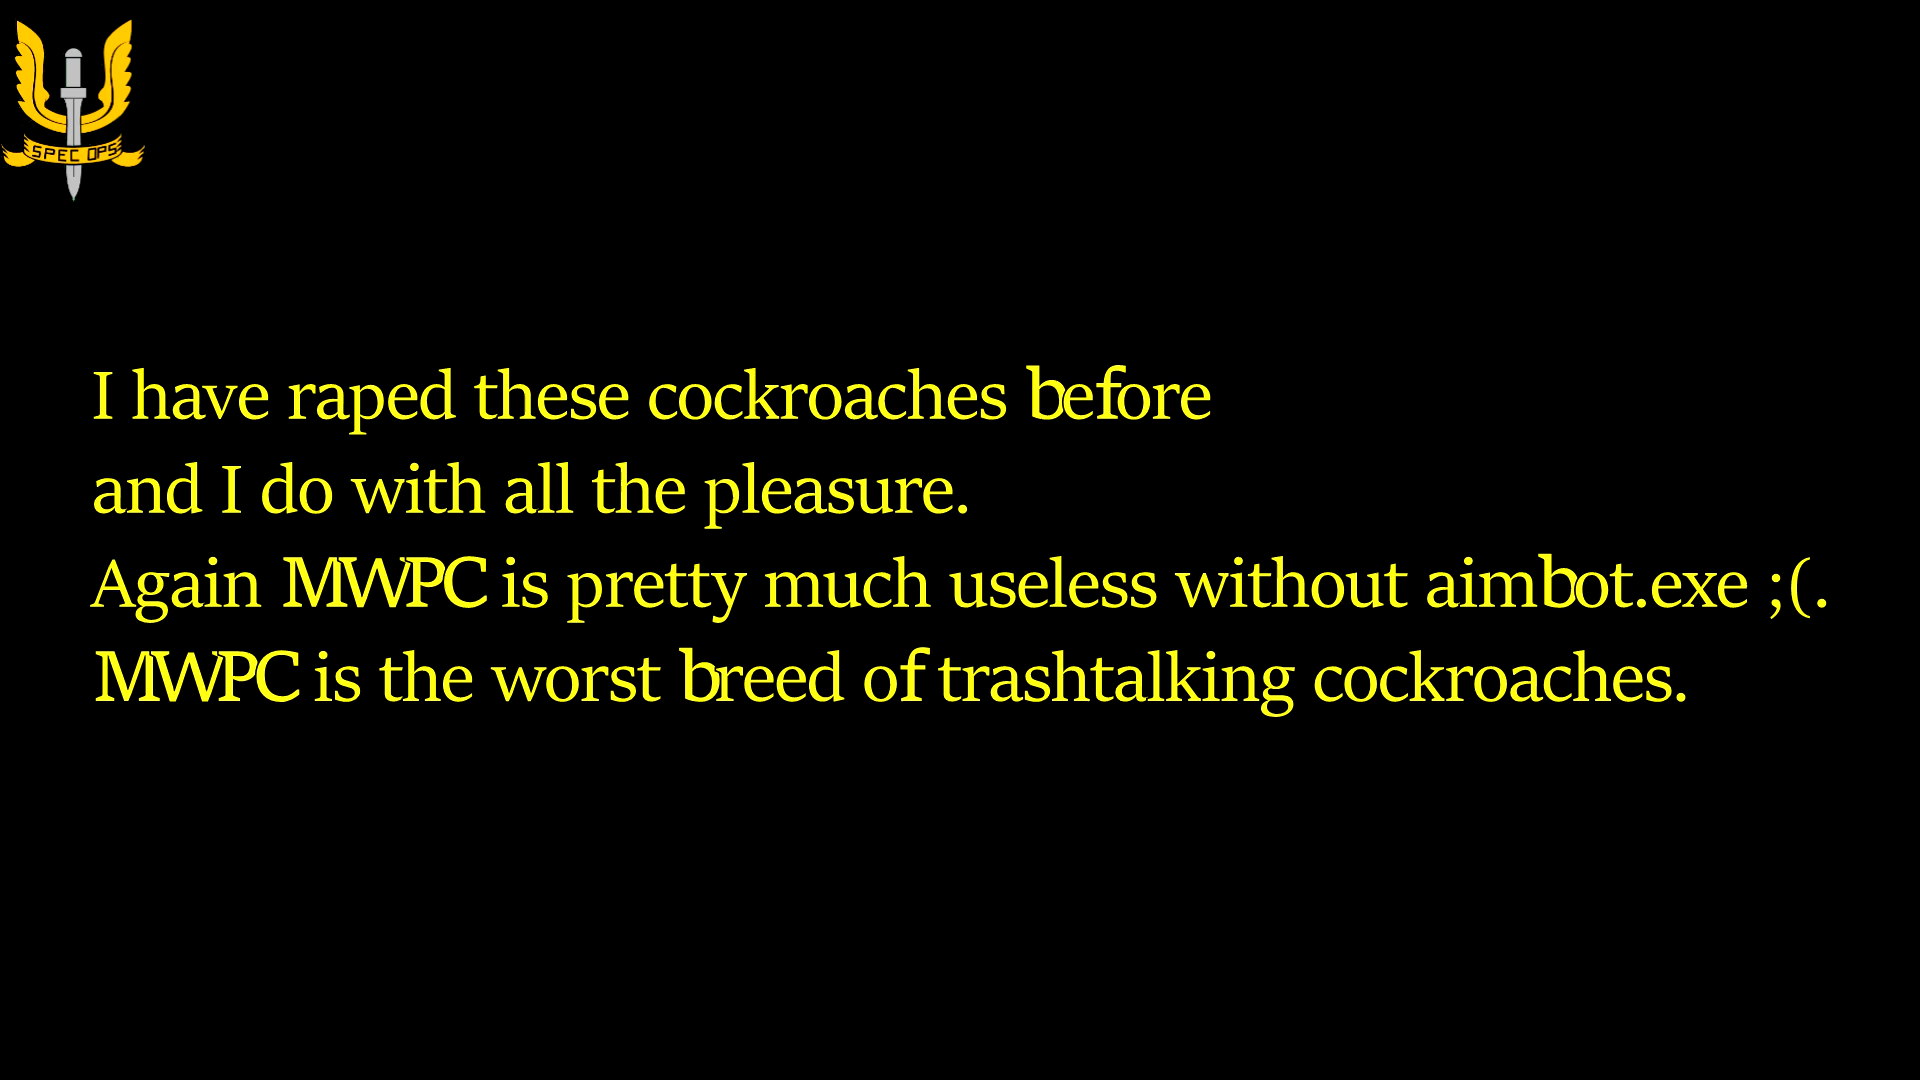 SPEC OPS
I have raped these cockroaches before
and I do with all the pleasure.
Again MWPC is pretty much useless without aimbot.exe ;(.
MWPC is the worst breed of trashtalking cockroaches.